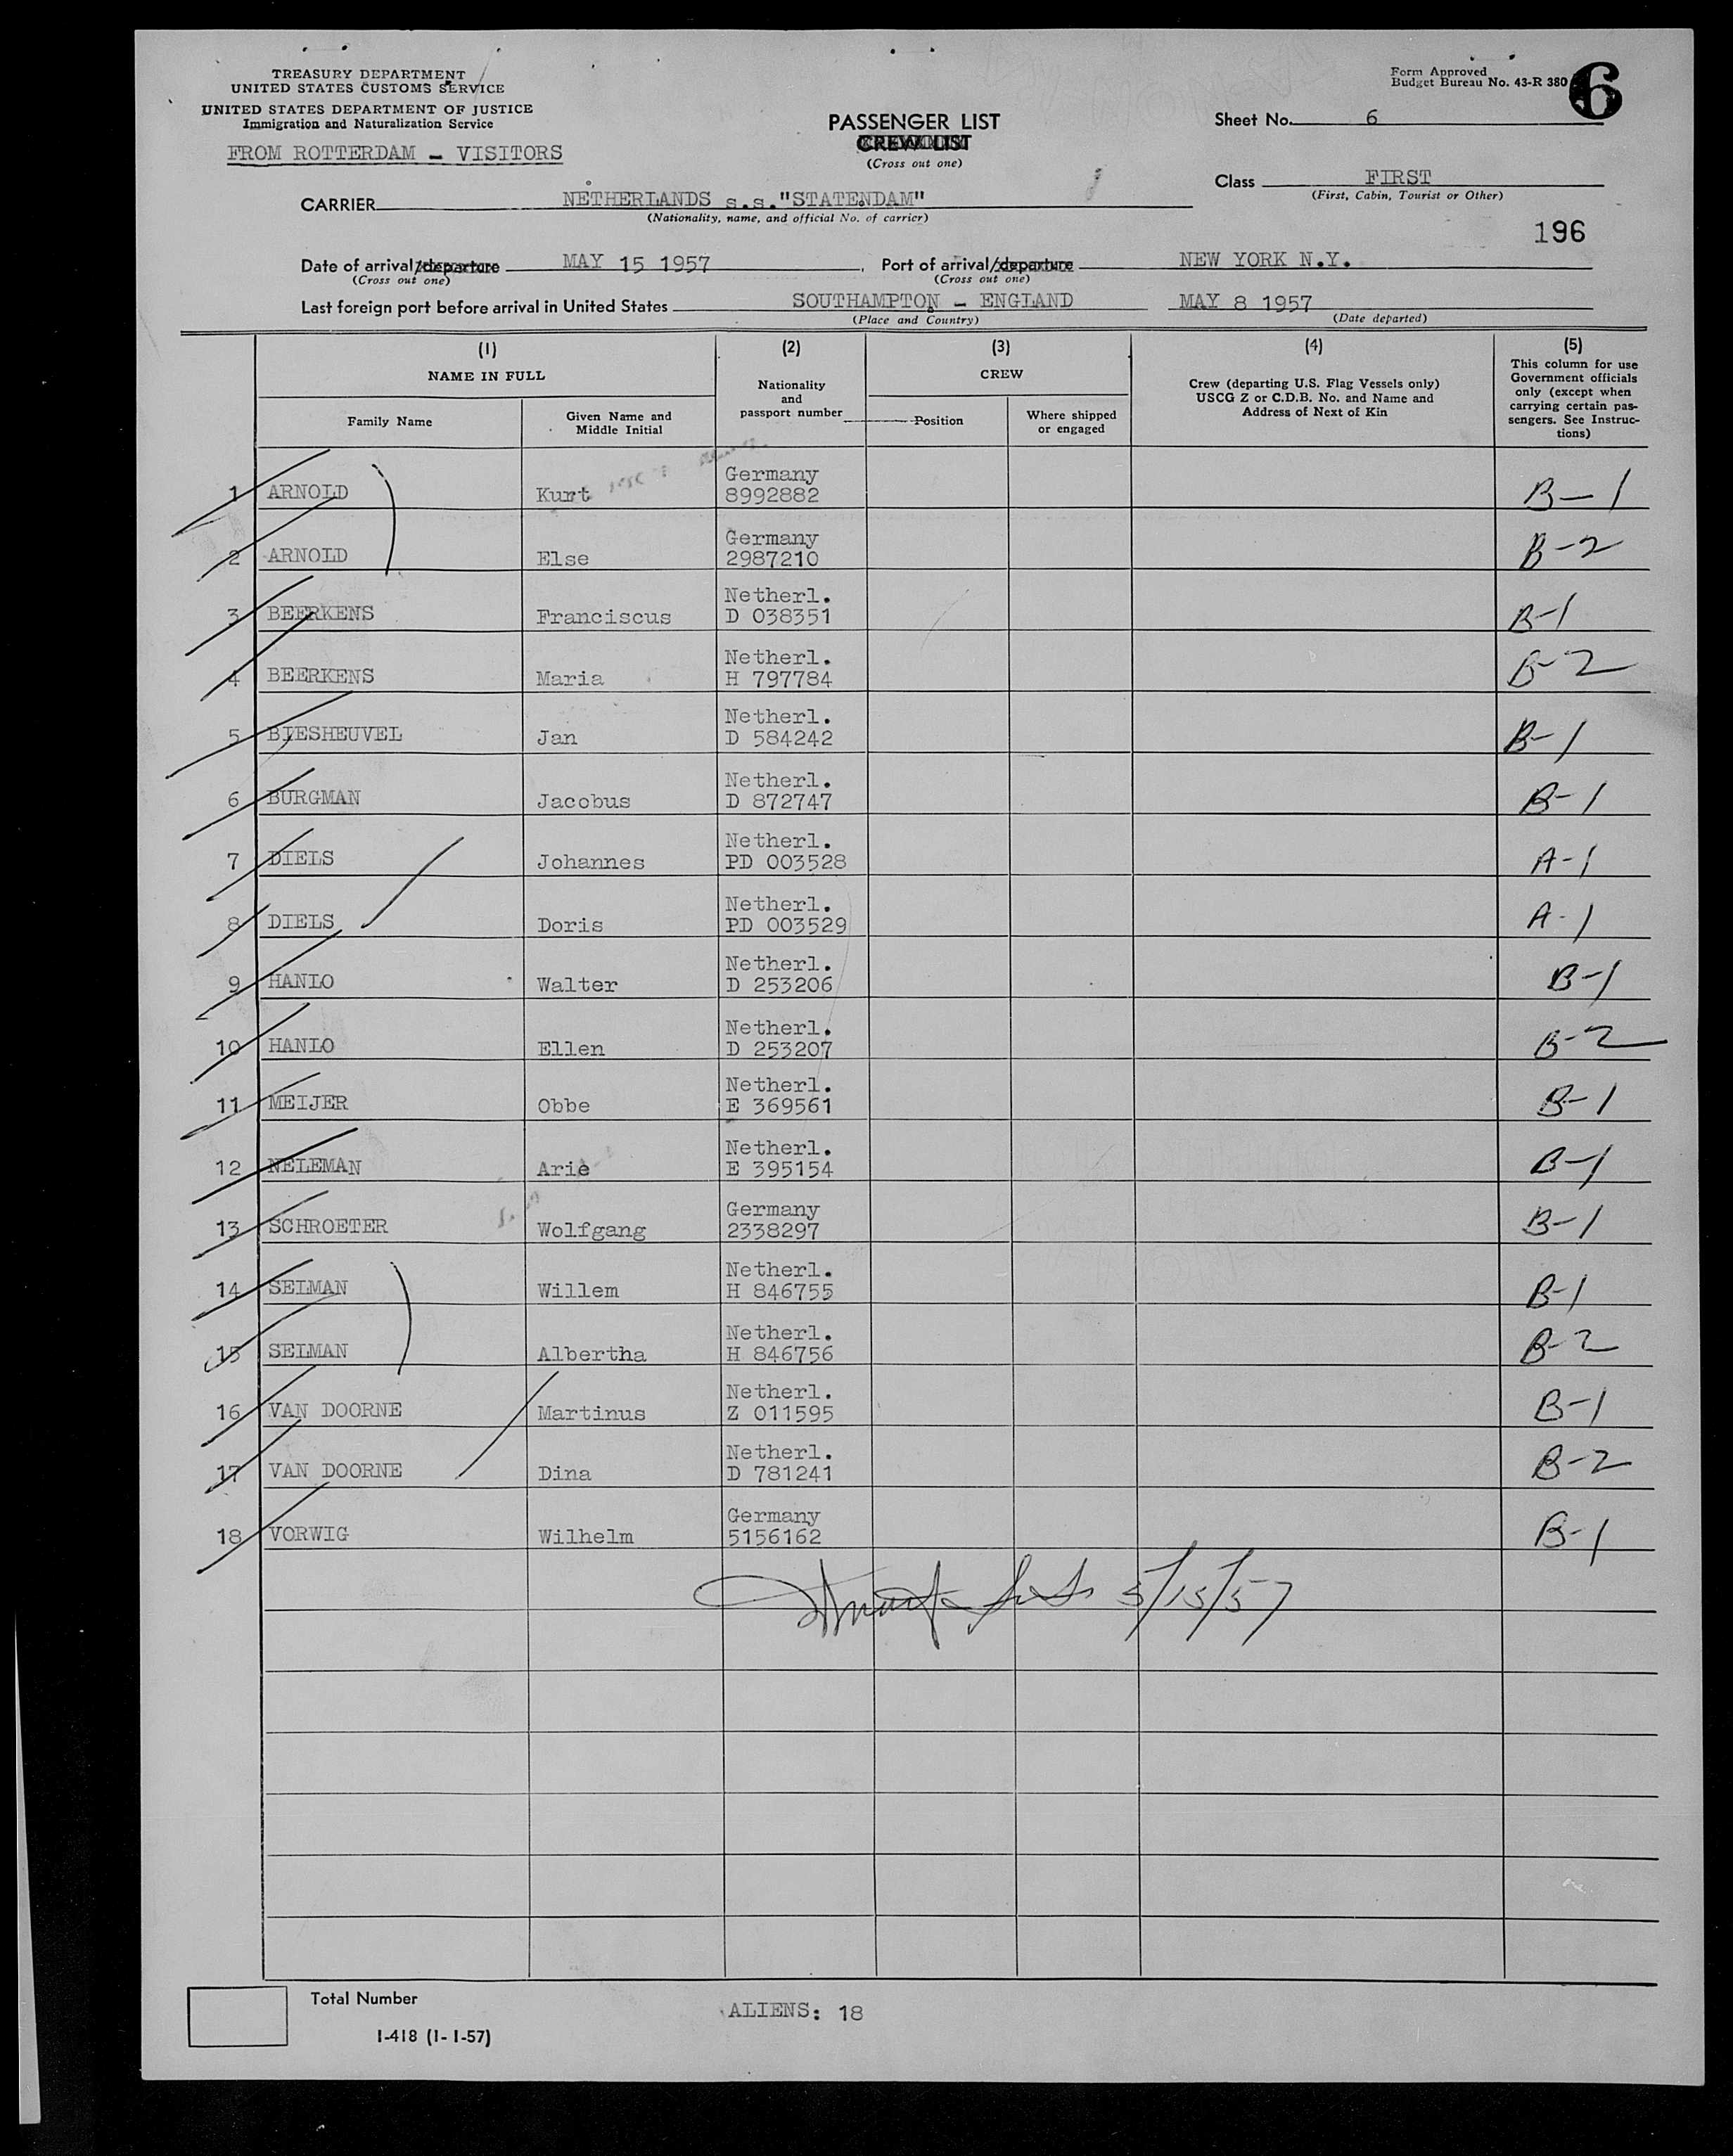 TREASURY DEPARTMENT
UNITED STATES CUSTOMS SERVICE
UNITED STATES DEPARTMENT OF JUSTICE
Immigration and Naturalization Service
FROM ROTTERDAM - VISITORS
Form Approved
Budget Bureau No. 43-R 380
6
PASSENGER LIST
CREW LIST
(Cross out one)
Sheet No. 6
Class FIRST
(First, Cabin, Tourist or Other)
CARRIER NETHERLANDS s.s."STATENDAM"
(Nationality, name, and official No. of carrier)
196
Date of arrival/departure MAY 15 1957, Port of arrival/departure NEW YORK N.Y.
(Cross out one) (Cross out one)
Last foreign port before arrival in United States SOUTHAMPTON - ENGLAND MAY 8 1957
(Place and Country) (Date departed)
(1) (2) (3) (4) (5)
NAME IN FULL
Family Name
Given Name and
Middle Initial
Nationality
and
passport number
CREW
Position
Where shipped
or engaged
Crew (departing U.S. Flag Vessels only)
USCG Z or C.D.B. No. and Name and
Address of Next of Kin
This column for use
Government officials
only (except when
carrying certain pas-
sengers. See Instruc-
tions)
1 ARNOLD Kurt Germany 8992882 B-1
2 ARNOLD Else Germany 2987210 B-2
3 BEERKENS Franciscus Netherl. D 038351 B-1
4 BEERKENS Maria Netherl. H 797784 B-2
5 BIESHEUVEL Jan Netherl. D 584242 B-1
6 BURGMAN Jacobus Netherl. D 872747 B-1
7 DIELS Johannes Netherl. PD 003528 A-1
8 DIELS Doris Netherl. PD 003529 A-1
9 HANLO Walter Netherl. D 253206 B-1
10 HANLO Ellen Netherl. D 253207 B-2
11 MEIJER Obbe Netherl. E 369561 B-1
12 NELEMAN Arie Netherl. E 395154 B-1
13 SCHROETER Wolfgang Germany 2338297 B-1
14 SELMAN Willem Netherl. H 846755 B-1
15 SELMAN Albertha Netherl. H 846756 B-2
16 VAN DOORNE Martinus Netherl. Z 011595 B-1
17 VAN DOORNE Dina Netherl. D 781241 B-2
18 VORWIG Wilhelm Germany 5156162 B-1
5/15/57
Total Number
ALIENS: 18
I-418 (1-1-57)